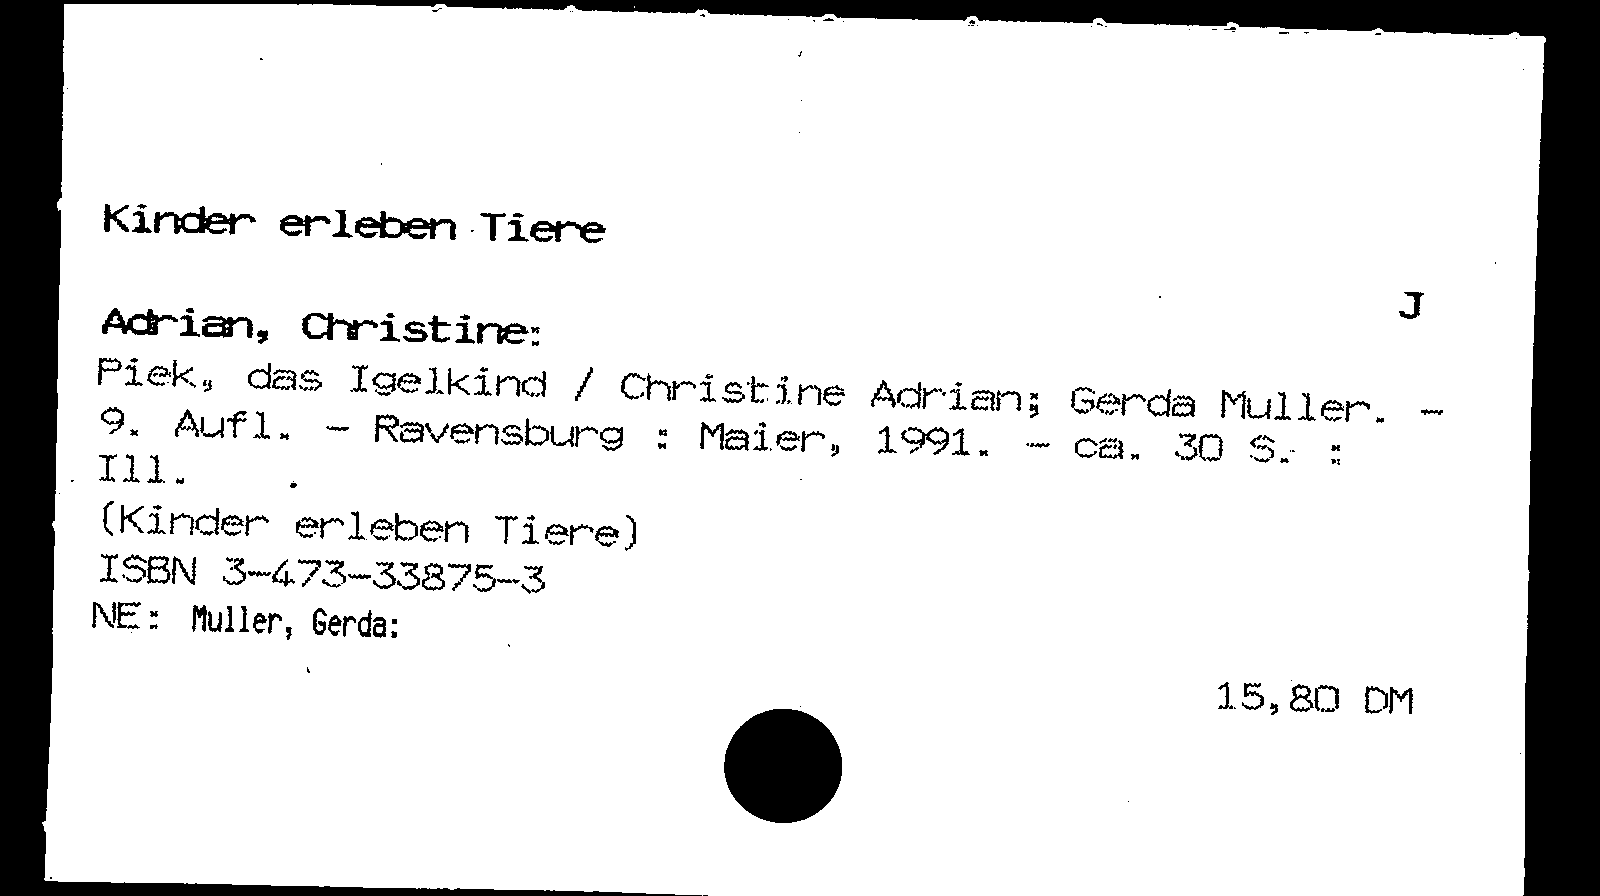 Kinder erleben Tiere
J
Adrian, Christine:
Piek, das Igelkind / Christine Adrian; Gerda Muller. -
9. Aufl. - Ravensburg : Maier, 1991. - ca. 30 S. :
Ill.
(Kinder erleben Tiere)
ISBN 3-473-33875-3
NE: Muller, Gerda:
15,80 DM